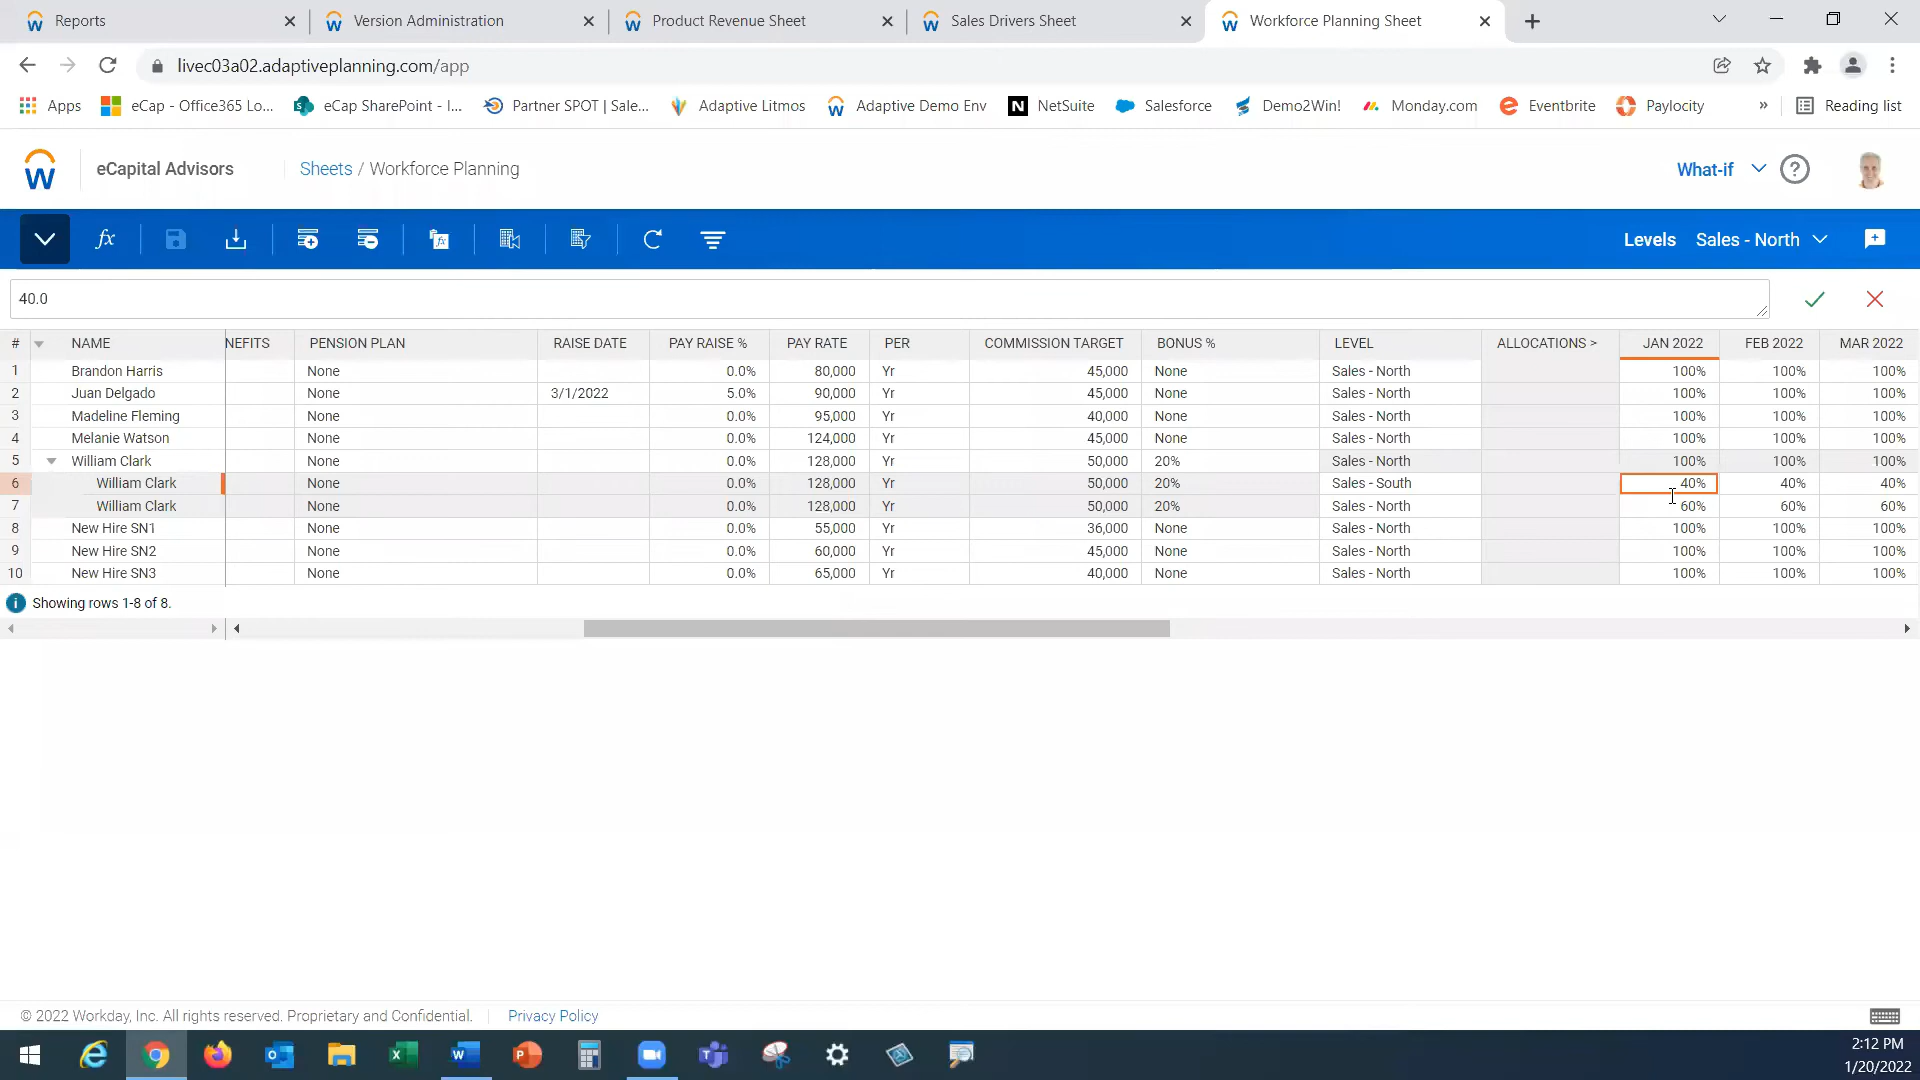 Reports
Version Administration
Product Revenue Sheet
Sales Drivers Sheet
Workforce Planning Sheet
livec03a02.adaptiveplanning.com/app
Apps eCap - Office365 Lo... eCap SharePoint - I... Partner SPOT | Sale... Adaptive Litmos Adaptive Demo Env NetSuite Salesforce Demo2Win! Monday.com Eventbrite Paylocity » Reading list
eCapital Advisors Sheets / Workforce Planning What-if
fx Levels Sales - North
40.0
# NAME NEFITS PENSION PLAN RAISE DATE PAY RAISE % PAY RATE PER COMMISSION TARGET BONUS % LEVEL ALLOCATIONS > JAN 2022 FEB 2022 MAR 2022
1 Brandon Harris None 0.0% 80,000 Yr 45,000 None Sales - North 100% 100% 100%
2 Juan Delgado None 3/1/2022 5.0% 90,000 Yr 45,000 None Sales - North 100% 100% 100%
3 Madeline Fleming None 0.0% 95,000 Yr 40,000 None Sales - North 100% 100% 100%
4 Melanie Watson None 0.0% 124,000 Yr 45,000 None Sales - North 100% 100% 100%
5 William Clark None 0.0% 128,000 Yr 50,000 20% Sales - North 100% 100% 100%
6 William Clark None 0.0% 128,000 Yr 50,000 20% Sales - South 40% 40% 40%
7 William Clark None 0.0% 128,000 Yr 50,000 20% Sales - North 60% 60% 60%
8 New Hire SN1 None 0.0% 55,000 Yr 36,000 None Sales - North 100% 100% 100%
9 New Hire SN2 None 0.0% 60,000 Yr 45,000 None Sales - North 100% 100% 100%
10 New Hire SN3 None 0.0% 65,000 Yr 40,000 None Sales - North 100% 100% 100%
Showing rows 1-8 of 8.
© 2022 Workday, Inc. All rights reserved. Proprietary and Confidential. Privacy Policy
2:12 PM
1/20/2022